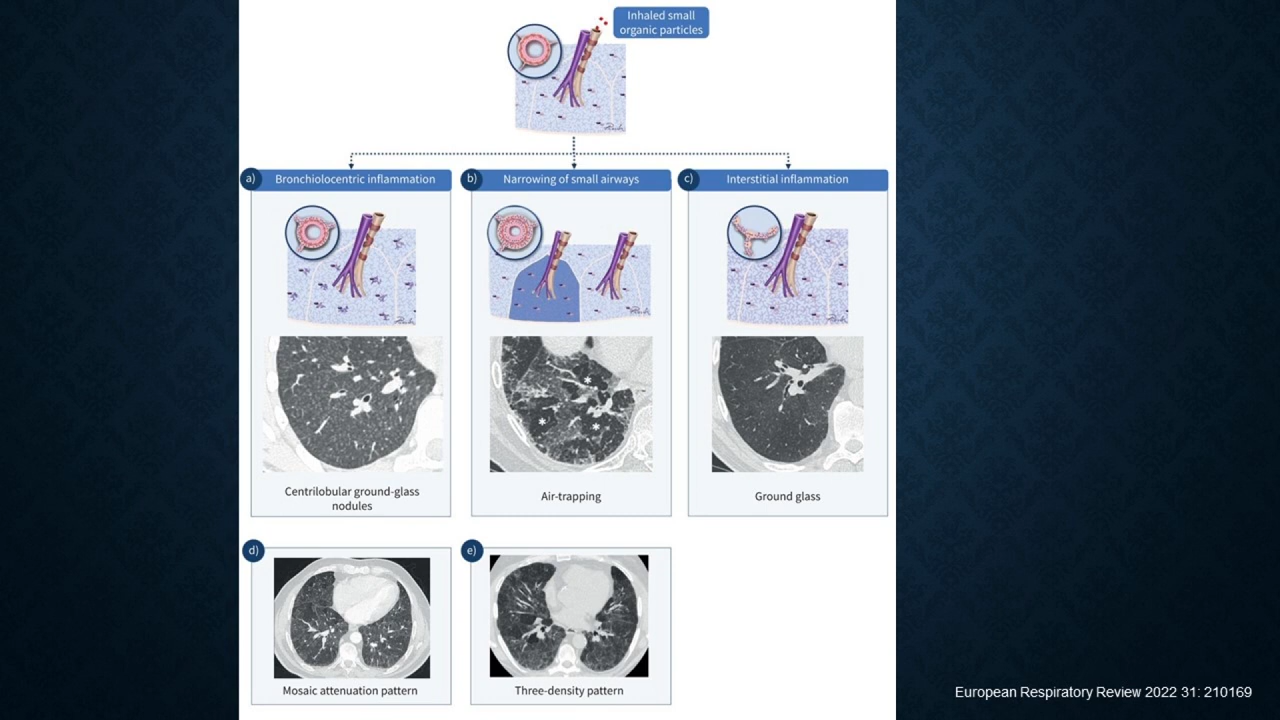 Inhaled small
organic particles
a)
Bronchiolocentric inflammation
b)
Narrowing of small airways
c)
Interstitial inflammation
*
*
*
Centrilobular ground-glass
nodules
Air-trapping
Ground glass
d)
e)
Mosaic attenuation pattern
Three-density pattern
European Respiratory Review 2022 31: 210169